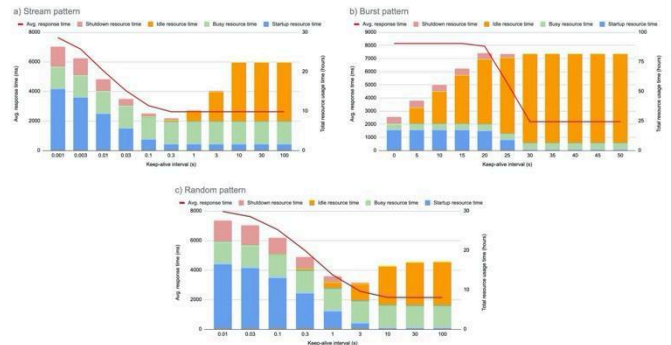 a) Stream pattern
Avg. response time Shutdown resource time Idle resource time Busy resource time Startup resource time
8000 6000 4000 2000 0
Avg. response time (ms)
30 20 10 0
Total resource usage time (hours)
0.001 0.003 0.01 0.03 0.1 0.3 1 3 10 30 100
Keep-alive interval (s)
b) Burst pattern
Avg. response time Shutdown resource time Idle resource time Busy resource time Startup resource time
9000 8000 7000 6000 5000 4000 3000 2000 1000 0
Avg. response time (ms)
100 75 50 25 0
Total resource usage time (hours)
0 5 10 15 20 25 30 35 40 45 50
Keep-alive interval (s)
c) Random pattern
Avg. response time Shutdown resource time Idle resource time Busy resource time Startup resource time
8000 6000 4000 2000 0
Avg. response time (ms)
30 20 10 0
Total resource usage time (hours)
0.01 0.03 0.1 0.3 1 3 10 30 100
Keep-alive interval (s)